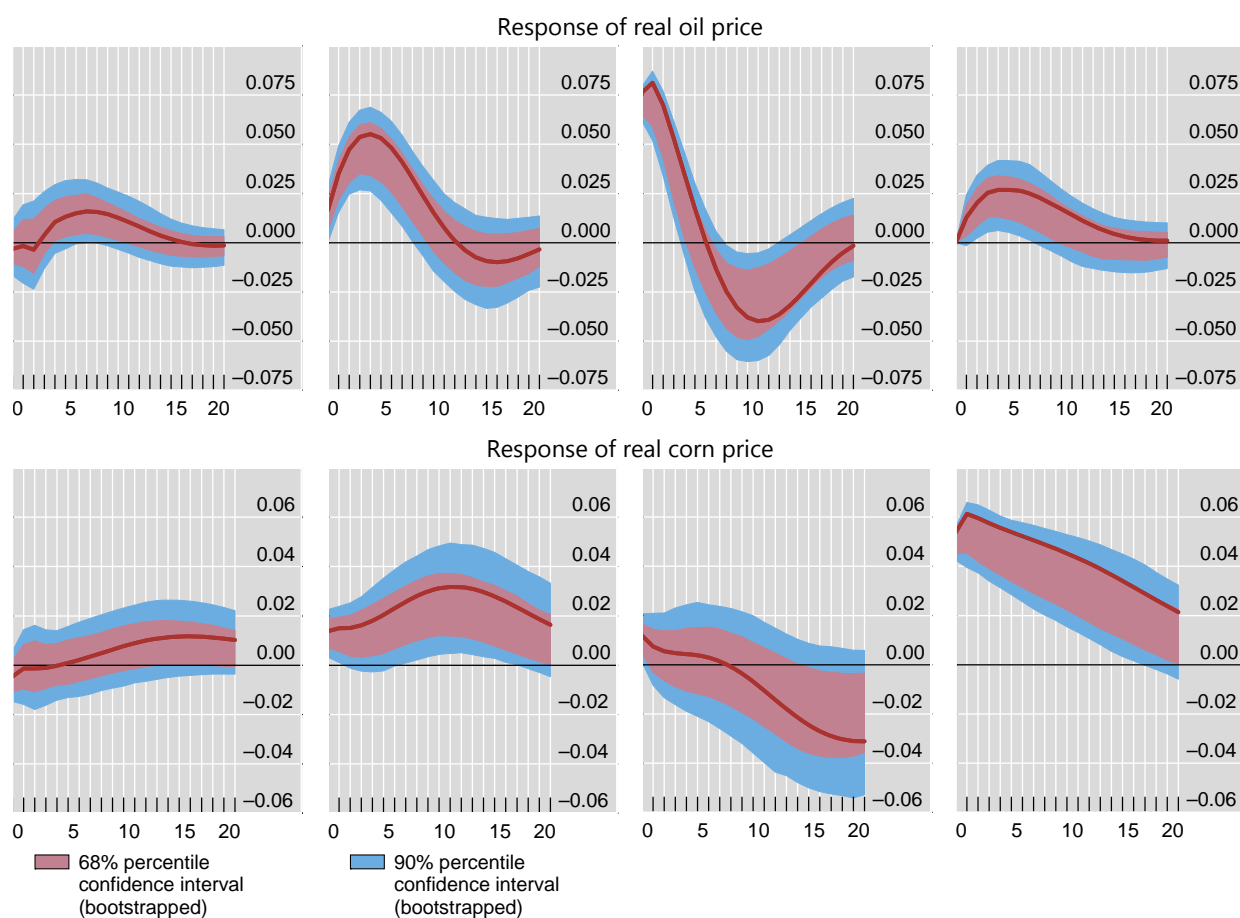 Response of real oil price
0.075 0.075 0.075 0.075
0.050 0.050 0.050 0.050
0.025 0.025 0.025 0.025
0.000 0.000 0.000 0.000
–0.025 –0.025 –0.025 –0.025
–0.050 –0.050 –0.050 –0.050
–0.075 –0.075 –0.075 –0.075
0 5 10 15 20 0 5 10 15 20 0 5 10 15 20 0 5 10 15 20
Response of real corn price
0.06 0.06 0.06 0.06
0.04 0.04 0.04 0.04
0.02 0.02 0.02 0.02
0.00 0.00 0.00 0.00
–0.02 –0.02 –0.02 –0.02
–0.04 –0.04 –0.04 –0.04
–0.06 –0.06 –0.06 –0.06
0 5 10 15 20 0 5 10 15 20 0 5 10 15 20 0 5 10 15 20
68% percentile
confidence interval
(bootstrapped)
90% percentile
confidence interval
(bootstrapped)